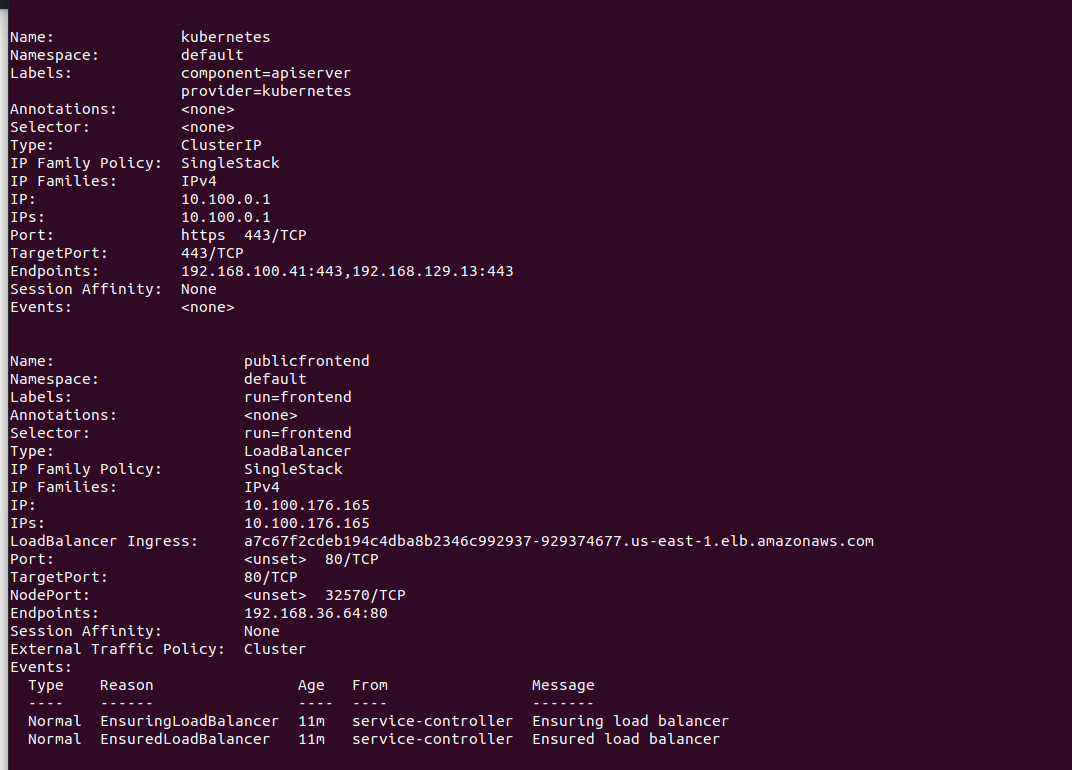 Name:              kubernetes
Namespace:         default
Labels:            component=apiserver
                   provider=kubernetes
Annotations:       <none>
Selector:          <none>
Type:              ClusterIP
IP Family Policy:  SingleStack
IP Families:       IPv4
IP:                10.100.0.1
IPs:               10.100.0.1
Port:              https  443/TCP
TargetPort:        443/TCP
Endpoints:         192.168.100.41:443,192.168.129.13:443
Session Affinity:  None
Events:            <none>
Name:                     publicfrontend
Namespace:                default
Labels:                   run=frontend
Annotations:              <none>
Selector:                 run=frontend
Type:                     LoadBalancer
IP Family Policy:         SingleStack
IP Families:              IPv4
IP:                       10.100.176.165
IPs:                      10.100.176.165
LoadBalancer Ingress:     a7c67f2cdeb194c4dba8b2346c992937-929374677.us-east-1.elb.amazonaws.com
Port:                     <unset>  80/TCP
TargetPort:               80/TCP
NodePort:                 <unset>  32570/TCP
Endpoints:                192.168.36.64:80
Session Affinity:         None
External Traffic Policy:  Cluster
Events:
  Type    Reason                Age   From                Message
  ----    ------                ----  ----                -------
  Normal  EnsuringLoadBalancer  11m   service-controller  Ensuring load balancer
  Normal  EnsuredLoadBalancer   11m   service-controller  Ensured load balancer